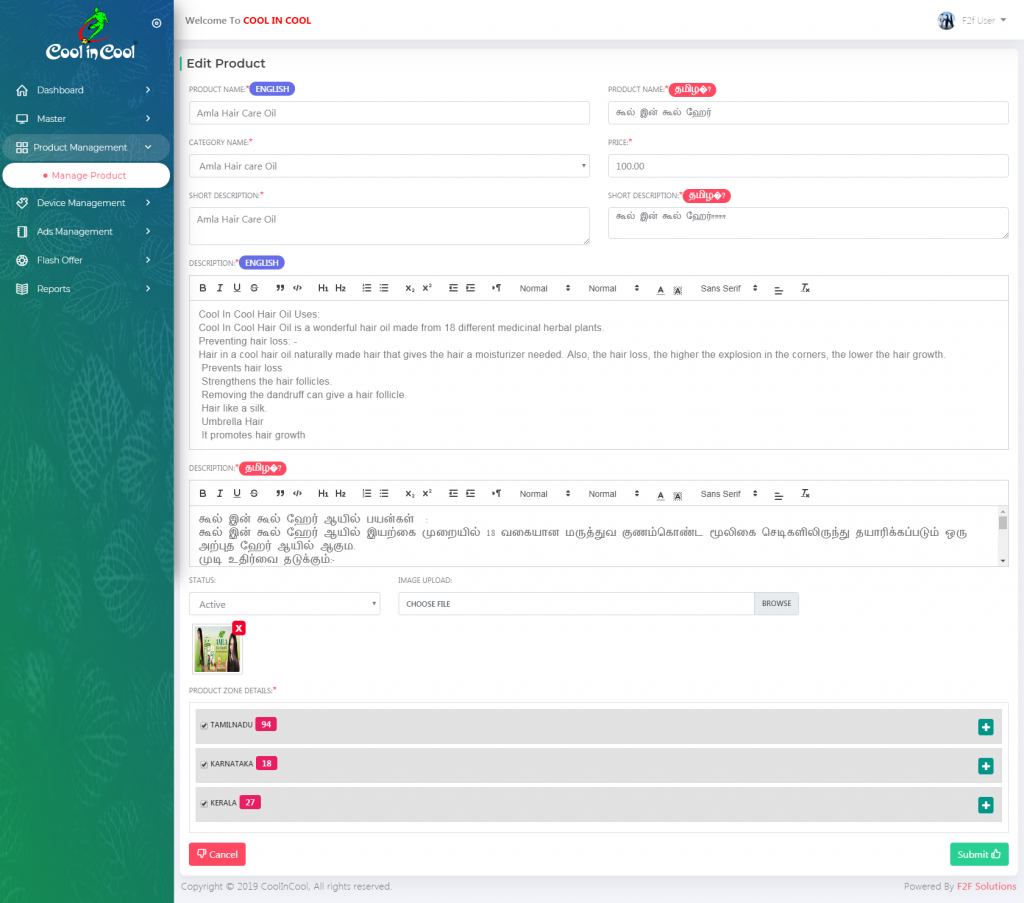 Cool in Cool
Welcome To COOL IN COOL
F2f User
Dashboard
Master
Product Management
Manage Product
Device Management
Ads Management
Flash Offer
Reports
Edit Product
PRODUCT NAME:* ENGLISH
Amla Hair Care Oil
PRODUCT NAME:* தமிழ�?
கூல் இன் கூல் ஹேர்
CATEGORY NAME:*
Amla Hair care Oil
PRICE:*
100.00
SHORT DESCRIPTION:*
Amla Hair Care Oil
SHORT DESCRIPTION:* தமிழ�?
கூல் இன் கூல் ஹேர்
DESCRIPTION:* ENGLISH
B I U S ” </> H1 H2 X2 X2 ¶ Normal Normal A A Sans Serif Tx
Cool In Cool Hair Oil Uses:
Cool In Cool Hair Oil is a wonderful hair oil made from 18 different medicinal herbal plants.
Preventing hair loss: -
Hair in a cool hair oil naturally made hair that gives the hair a moisturizer needed. Also, the hair loss, the higher the explosion in the corners, the lower the hair growth.
Prevents hair loss
Strengthens the hair follicles.
Removing the dandruff can give a hair follicle.
Hair like a silk.
Umbrella Hair
It promotes hair growth
DESCRIPTION:* தமிழ�?
B I U S ” </> H1 H2 X2 X2 ¶ Normal Normal A A Sans Serif Tx
கூல் இன் கூல் ஹேர் ஆயில் பயன்கள் :
கூல் இன் கூல் ஹேர் ஆயில் இயற்கை முறையில் 18 வகையான மருத்துவ குணம்கொண்ட மூலிகை செடிகளிலிருந்து தயாரிக்கப்படும் ஒரு
அற்புத ஹேர் ஆயில் ஆகும.
முடி உதிர்வை தடுக்கும்:-
STATUS:
Active
IMAGE UPLOAD:
CHOOSE FILE BROWSE
X
AMLA
PRODUCT ZONE DETAILS:*
TAMILNADU 94
KARNATAKA 18
KERALA 27
Cancel
Submit
Copyright © 2019 CoolInCool, All rights reserved.
Powered By F2F Solutions